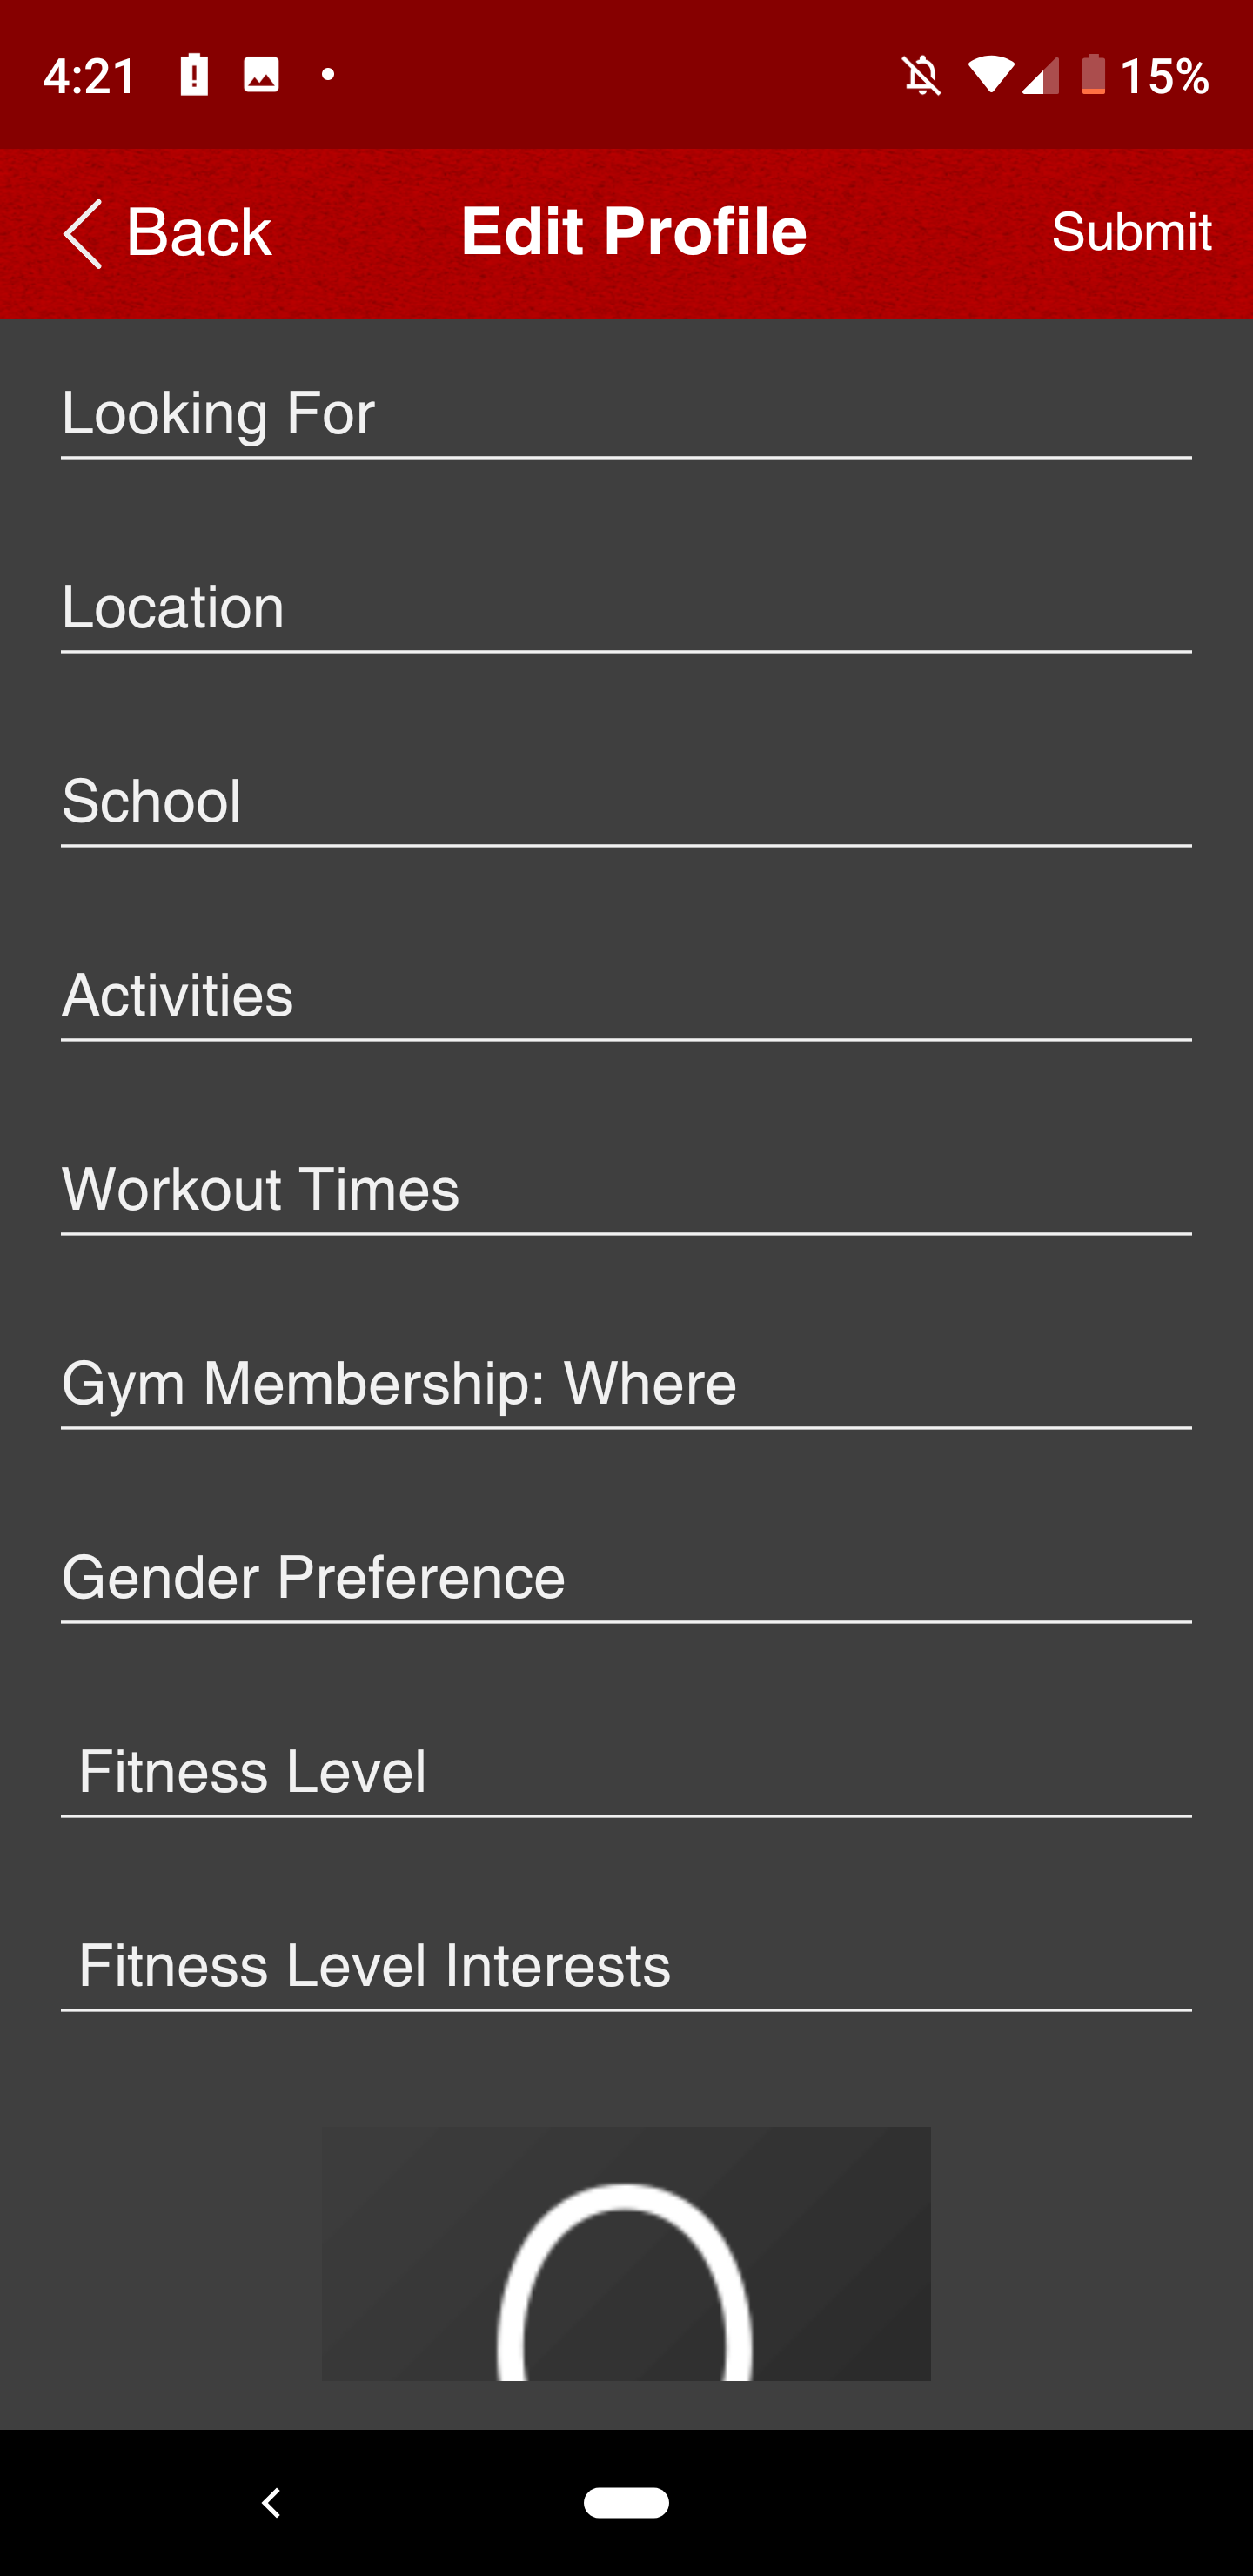 4:21 15%
Back Edit Profile Submit
Looking For
Location
School
Activities
Workout Times
Gym Membership: Where
Gender Preference
Fitness Level
Fitness Level Interests